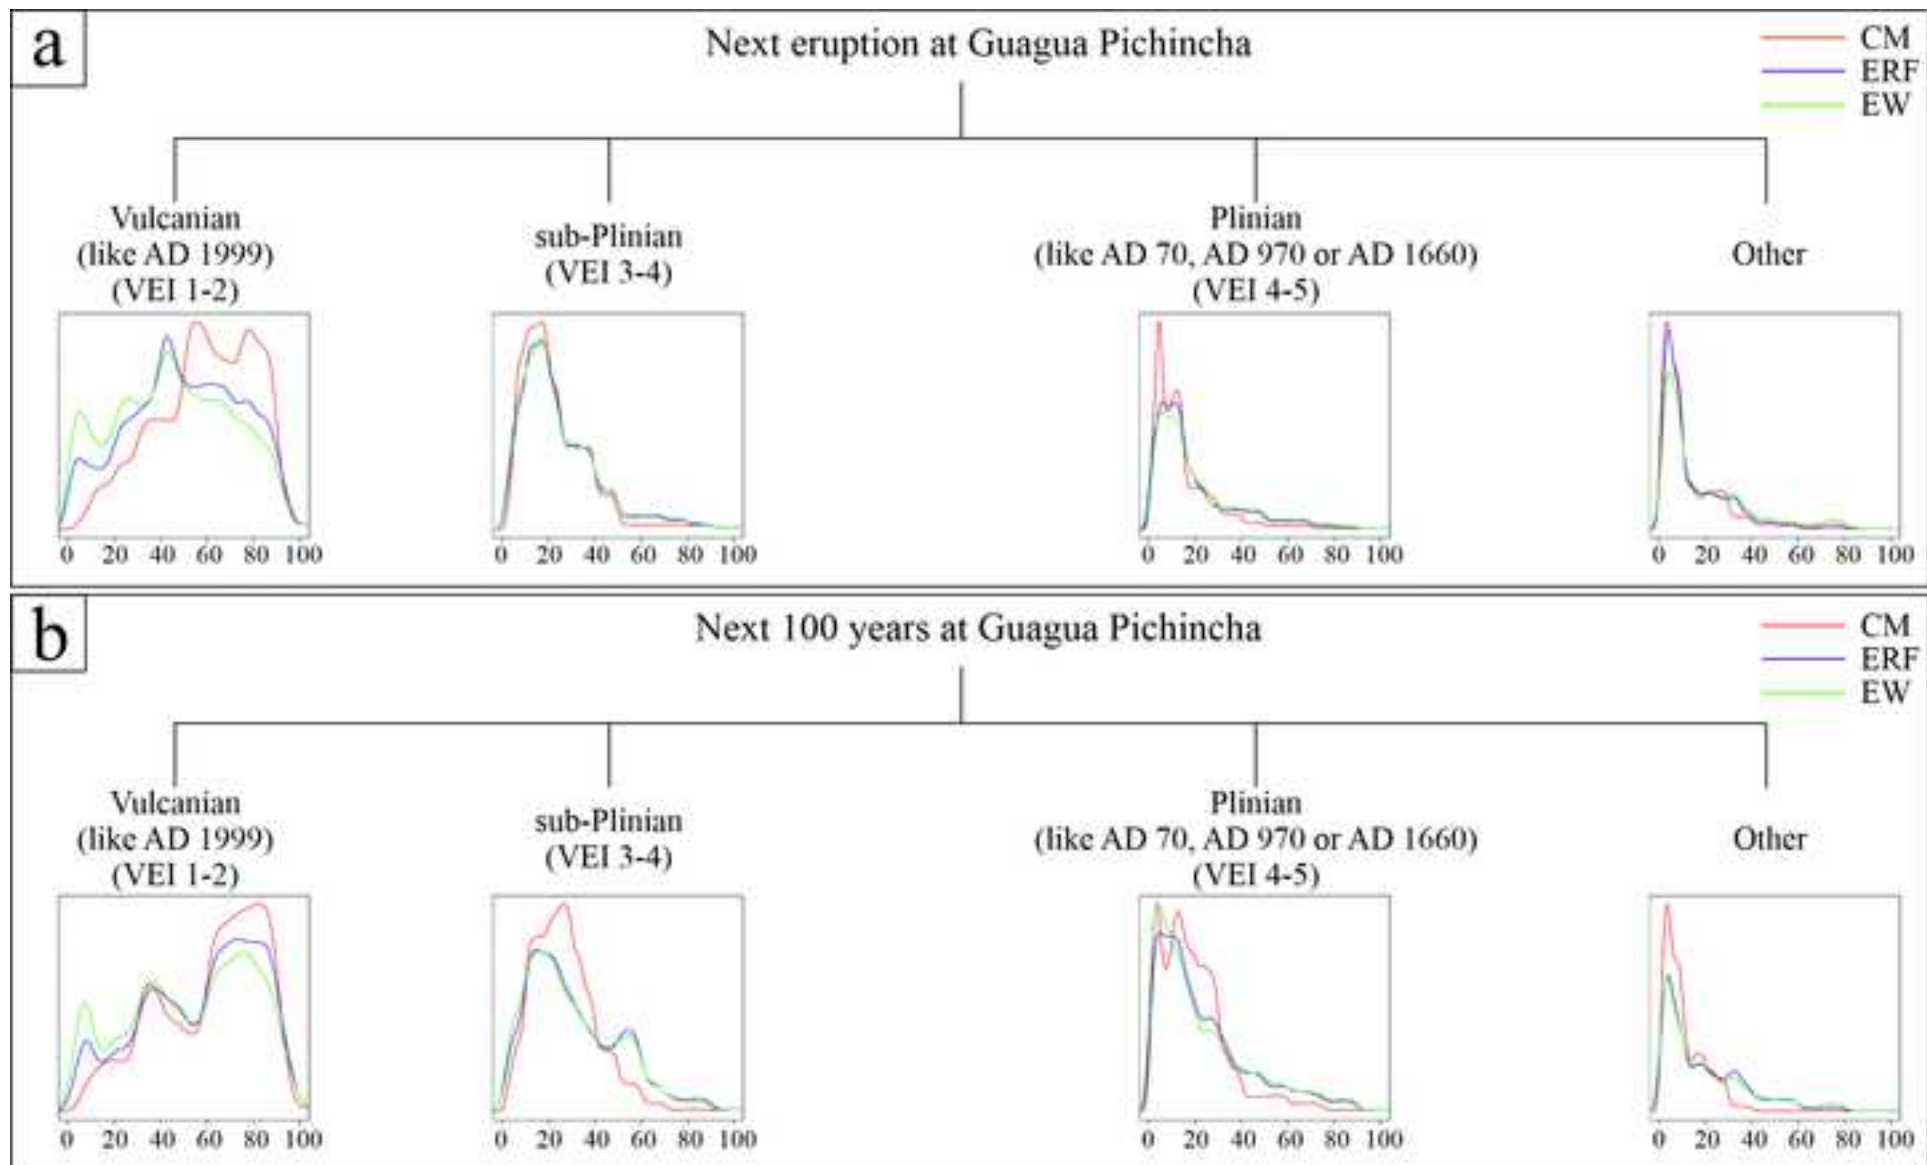 a
Next eruption at Guagua Pichincha
CM
ERF
EW
Vulcanian
(like AD 1999)
(VEI 1-2)
sub-Plinian
(VEI 3-4)
Plinian
(like AD 70, AD 970 or AD 1660)
(VEI 4-5)
Other
0 20 40 60 80 100
0 20 40 60 80 100
0 20 40 60 80 100
0 20 40 60 80 100
b
Next 100 years at Guagua Pichincha
CM
ERF
EW
Vulcanian
(like AD 1999)
(VEI 1-2)
sub-Plinian
(VEI 3-4)
Plinian
(like AD 70, AD 970 or AD 1660)
(VEI 4-5)
Other
0 20 40 60 80 100
0 20 40 60 80 100
0 20 40 60 80 100
0 20 40 60 80 100